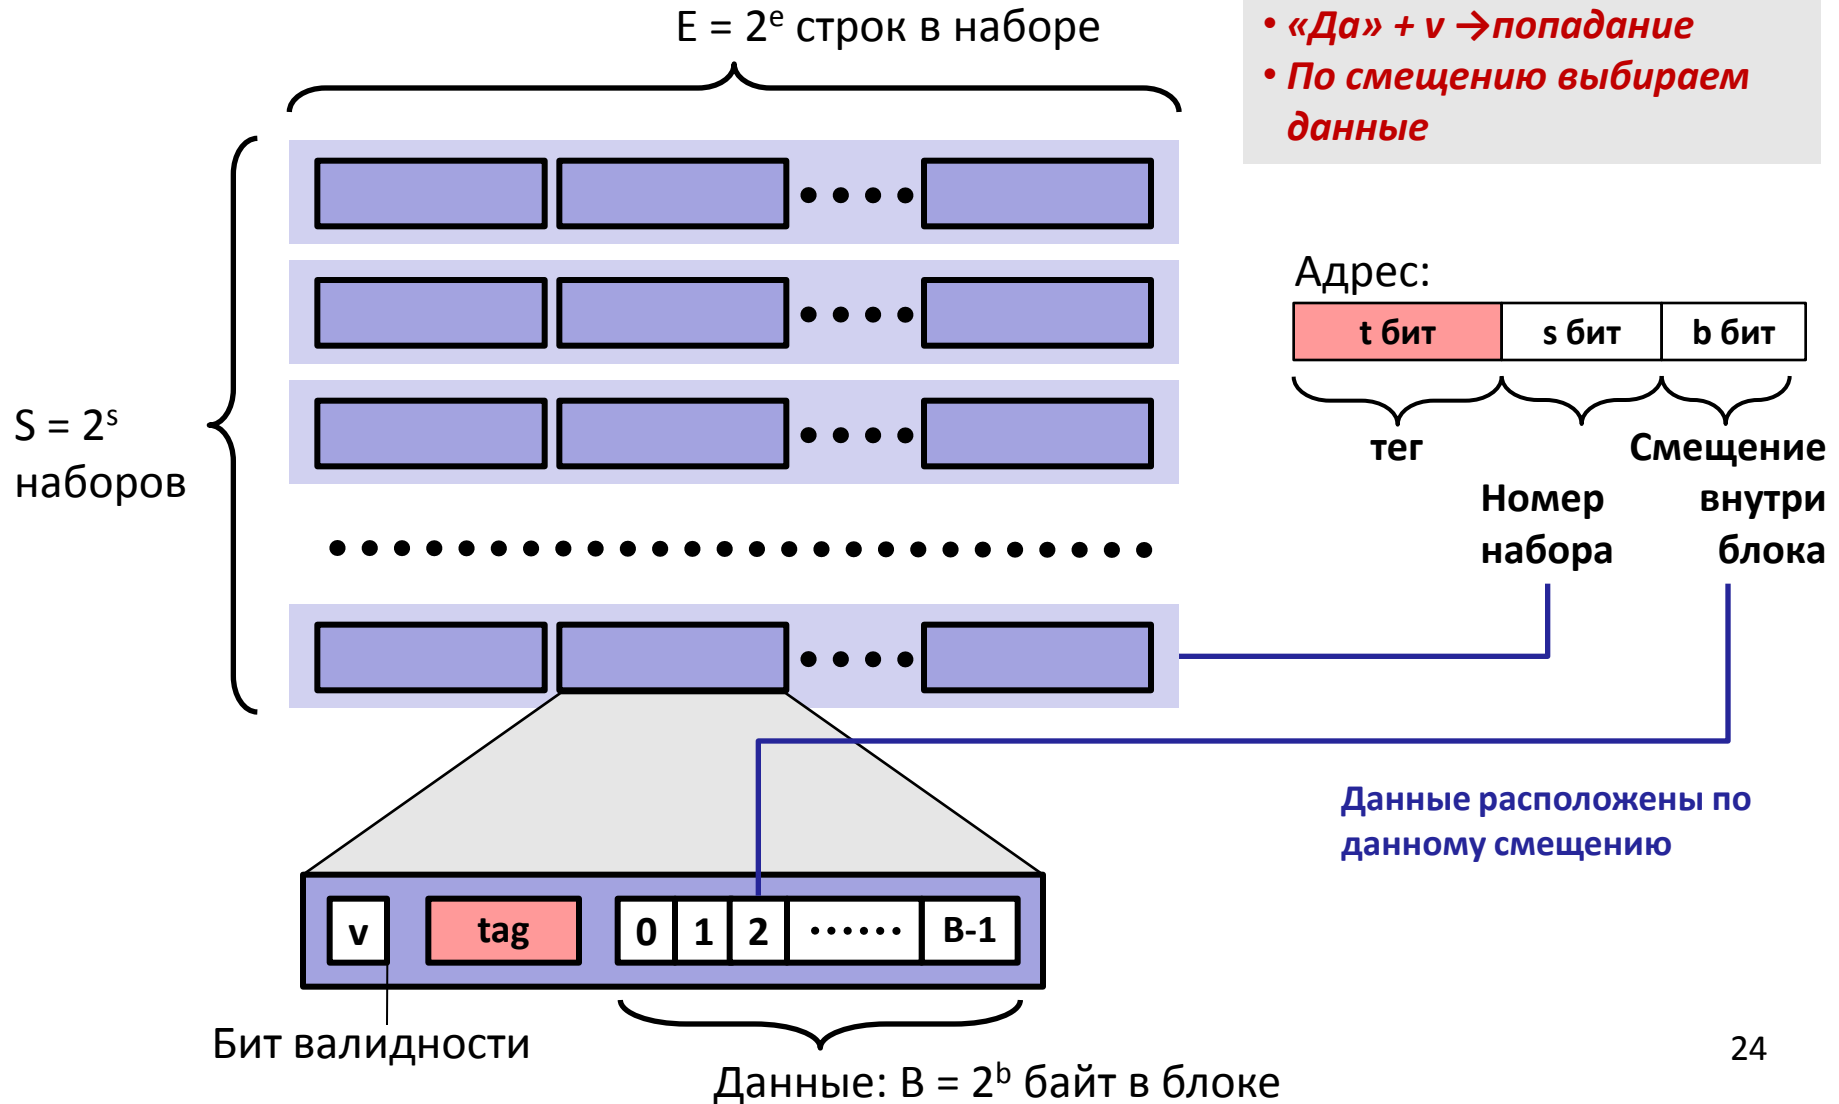 E = 2ᵉ строк в наборе
• «Да» + v →попадание
• По смещению выбираем
данные
Адрес:
t бит s бит b бит
тег
Номер
набора
Смещение
внутри
блока
S = 2ˢ
наборов
Данные расположены по
данному смещению
v tag 0 1 2 •••••• B-1
Бит валидности
Данные: B = 2ᵇ байт в блоке
24